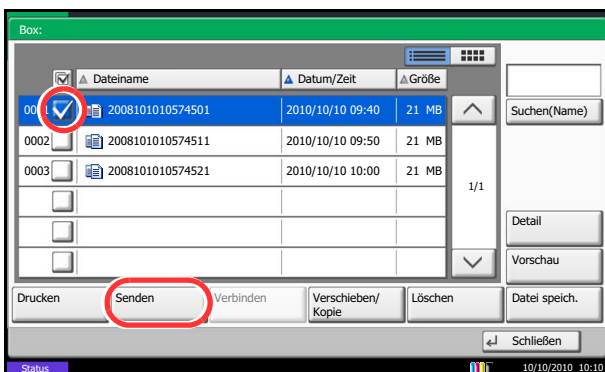 Box:
Dateiname Datum/Zeit Größe
2008101010574501 2010/10/10 09:40 21 MB Suchen(Name)
0002 2008101010574511 2010/10/10 09:50 21 MB
0003 2008101010574521 2010/10/10 10:00 21 MB
1/1
Detail
Vorschau
Drucken Senden Verbinden Verschieben/ Löschen Datei speich.
Kopie
Schließen
Status 10/10/2010 10:10